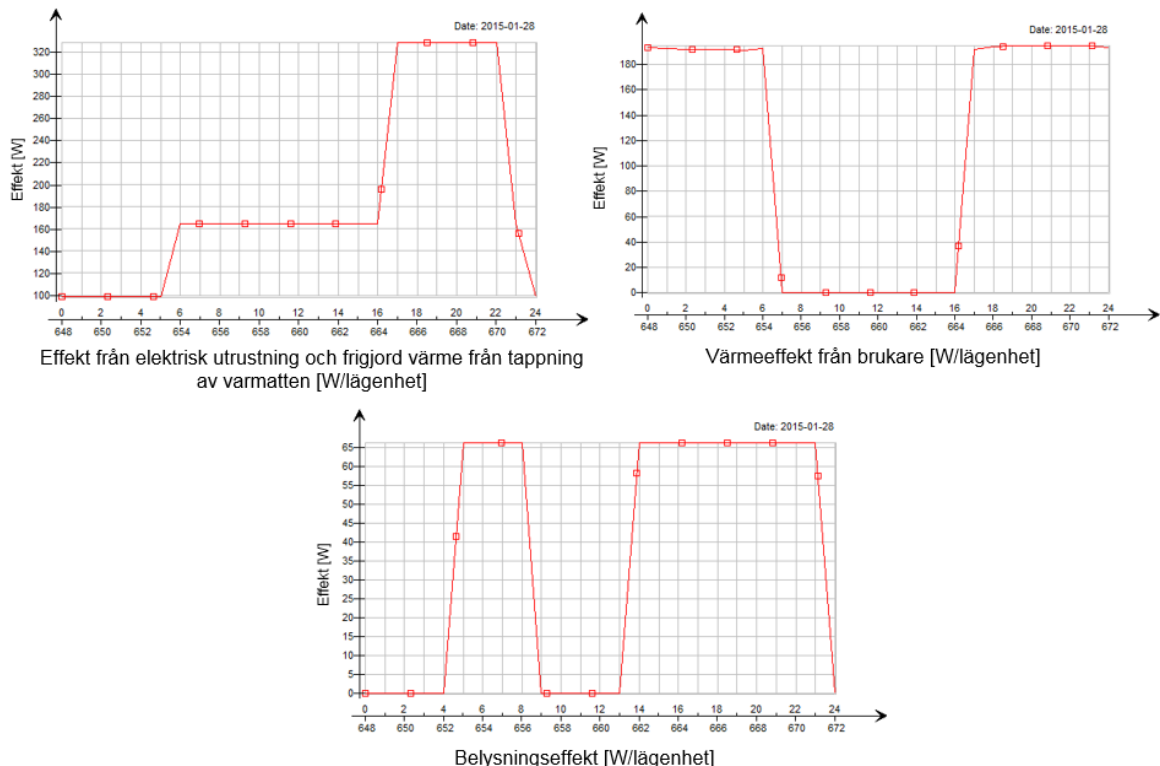 Date: 2015-01-28
320
300
280
260
240
220
200
180
160
140
120
100
Effekt [W]
0 2 4 6 8 10 12 14 16 18 20 22 24
648 650 652 654 656 658 660 662 664 666 668 670 672
Effekt från elektrisk utrustning och frigjord värme från tappning
av varmatten [W/lägenhet]
Date: 2015-01-28
180
160
140
120
100
80
60
40
20
0
Effekt [W]
0 2 4 6 8 10 12 14 16 18 20 22 24
648 650 652 654 656 658 660 662 664 666 668 670 672
Värmeeffekt från brukare [W/lägenhet]
Date: 2015-01-28
65
60
55
50
45
40
35
30
25
20
15
10
5
0
Effekt [W]
0 2 4 6 8 10 12 14 16 18 20 22 24
648 650 652 654 656 658 660 662 664 666 668 670 672
Belysningseffekt [W/lägenhet]